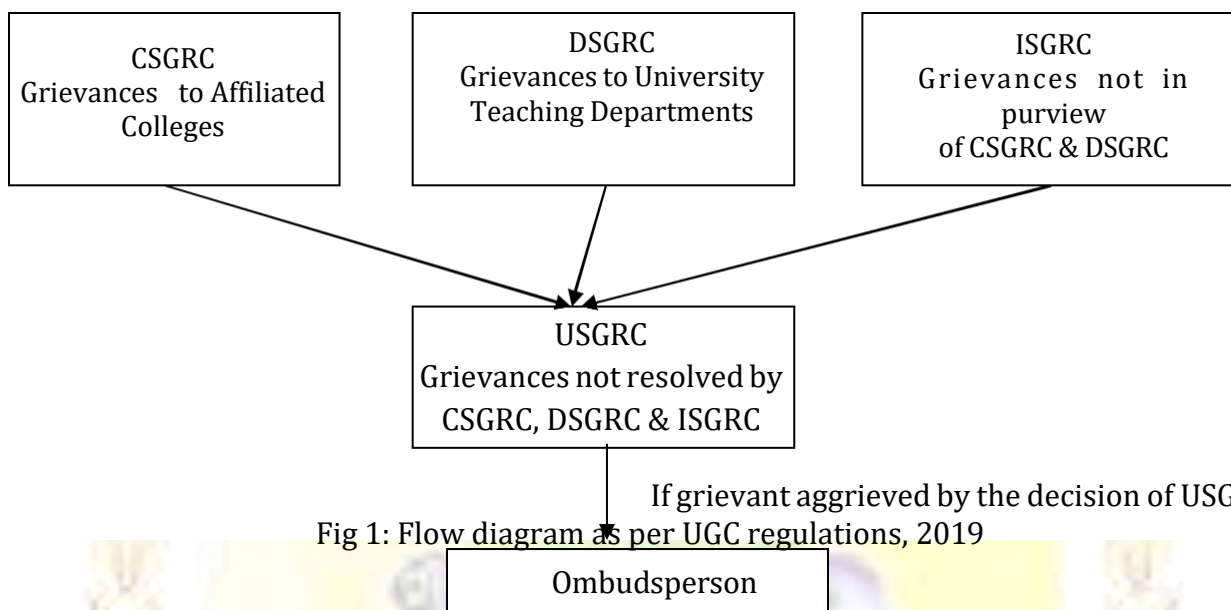 CSGRC
Grievances to Affiliated
Colleges
DSGRC
Grievances to University
Teaching Departments
ISGRC
Grievances not in
purview
of CSGRC & DSGRC
USGRC
Grievances not resolved by
CSGRC, DSGRC & ISGRC
If grievant aggrieved by the decision of USG
Fig 1: Flow diagram as per UGC regulations, 2019
Ombudsperson